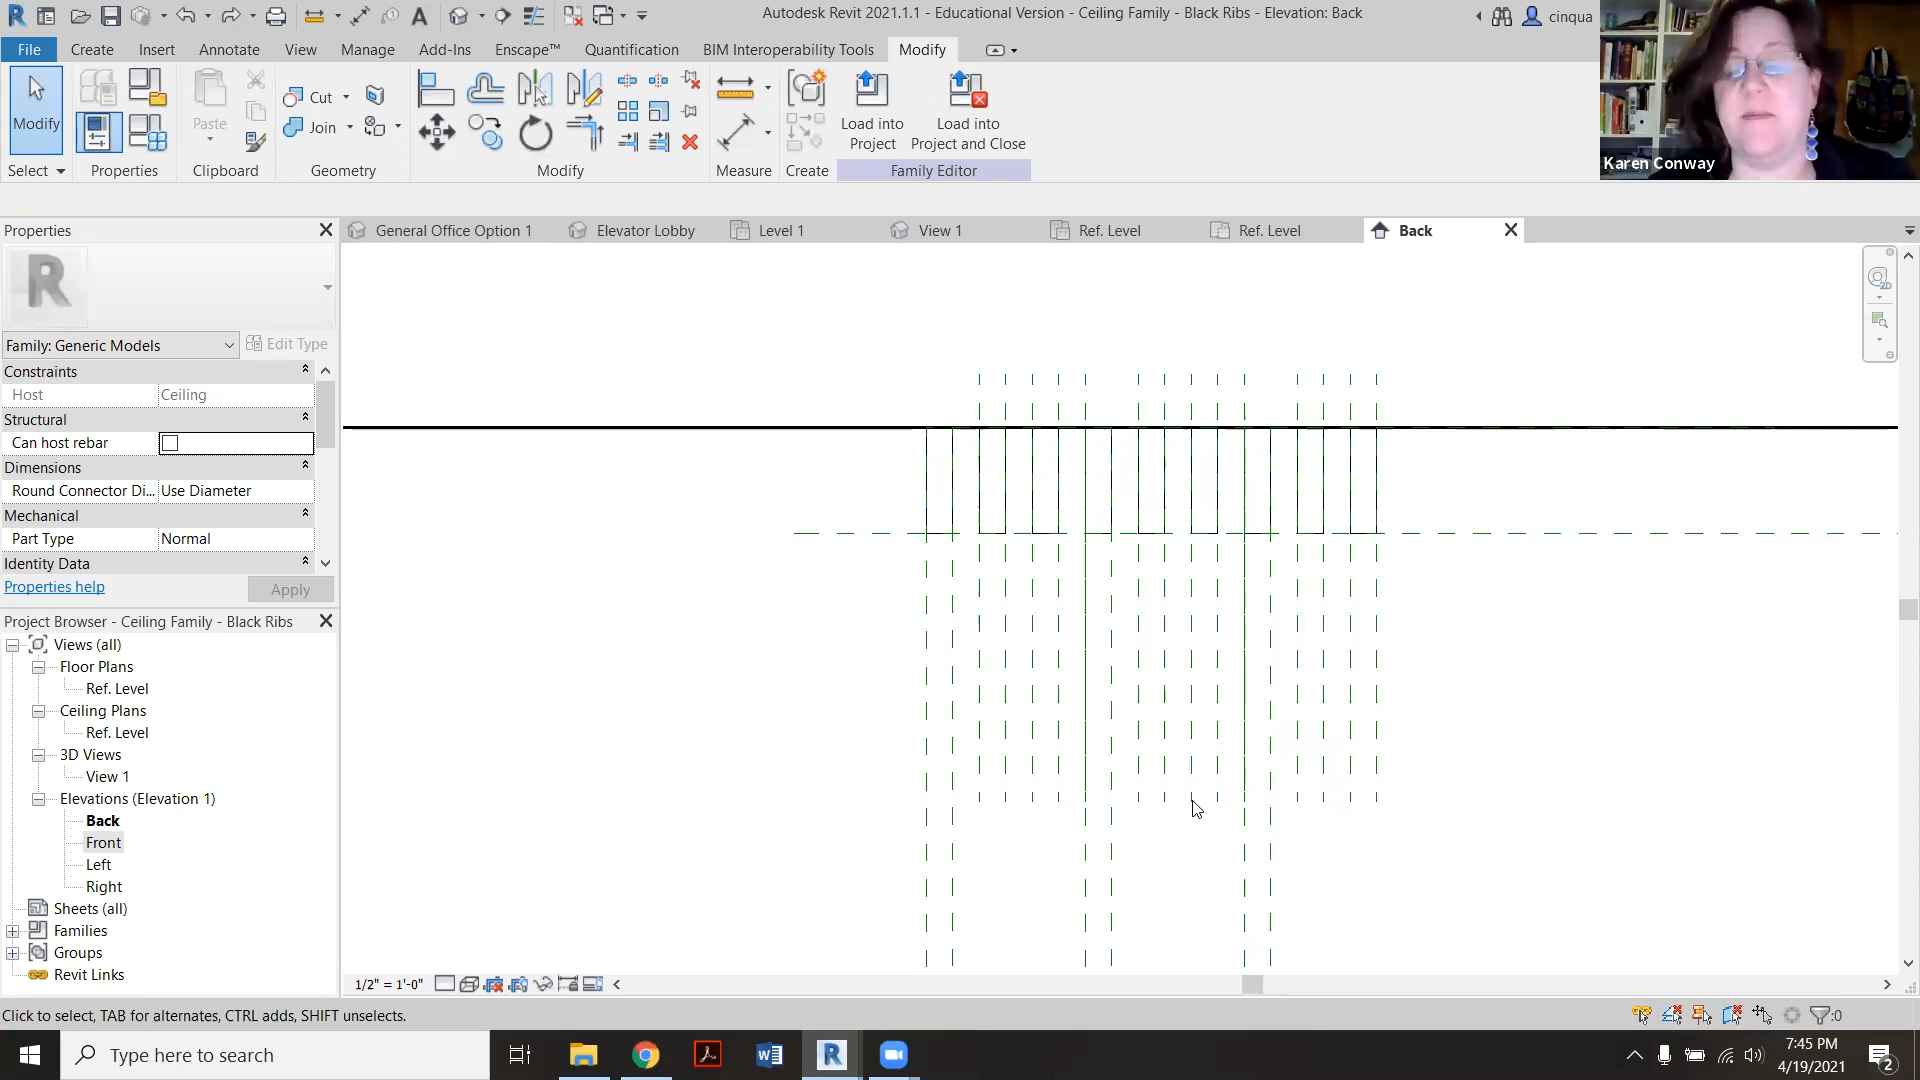 Autodesk Revit 2021.1.1 - Educational Version - Ceiling Family - Black Ribs - Elevation: Back
cinqua
File Create Insert Annotate View Manage Add-Ins Enscape™ Quantification BIM Interoperability Tools Modify
Modify
Paste
Cut
Join
Load into
Project
Load into
Project and Close
Select Properties Clipboard Geometry Modify Measure Create Family Editor
Karen Conway
Properties
General Office Option 1 Elevator Lobby Level 1 View 1 Ref. Level Ref. Level Back
R
Family: Generic Models Edit Type
Constraints
Host Ceiling
Structural
Can host rebar
Dimensions
Round Connector Di... Use Diameter
Mechanical
Part Type Normal
Identity Data
Properties help Apply
Project Browser - Ceiling Family - Black Ribs
Views (all)
Floor Plans
Ref. Level
Ceiling Plans
Ref. Level
3D Views
View 1
Elevations (Elevation 1)
Back
Front
Left
Right
Sheets (all)
Families
Groups
Revit Links
2D
1/2" = 1'-0"
Click to select, TAB for alternates, CTRL adds, SHIFT unselects.
:0
Type here to search
7:45 PM
4/19/2021
2